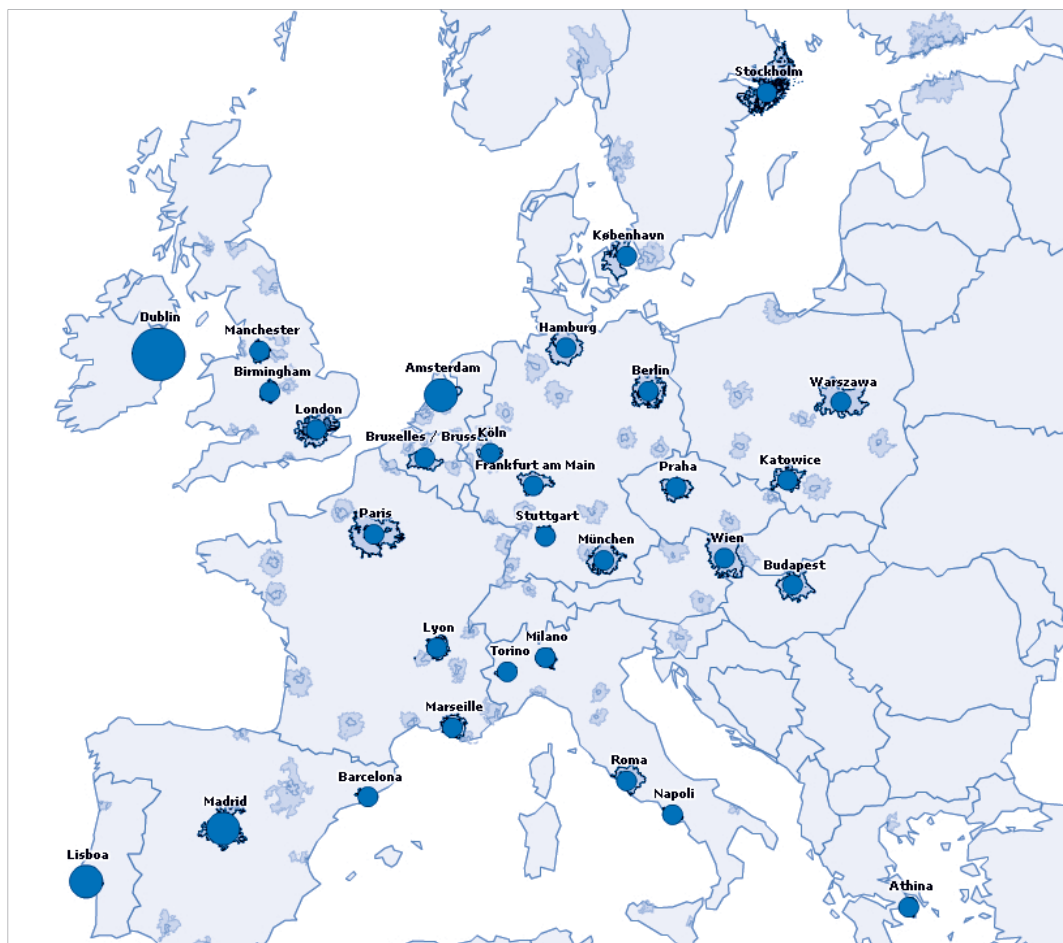 Stockholm
København
Dublin
Manchester
Hamburg
Birmingham
Amsterdam
Berlin
Warszawa
London
Bruxelles / Brusse
Köln
Frankfurt am Main
Praha
Katowice
Paris
Stuttgart
München
Wien
Budapest
Lyon
Milano
Torino
Marseille
Roma
Barcelona
Napoli
Madrid
Lisboa
Athina